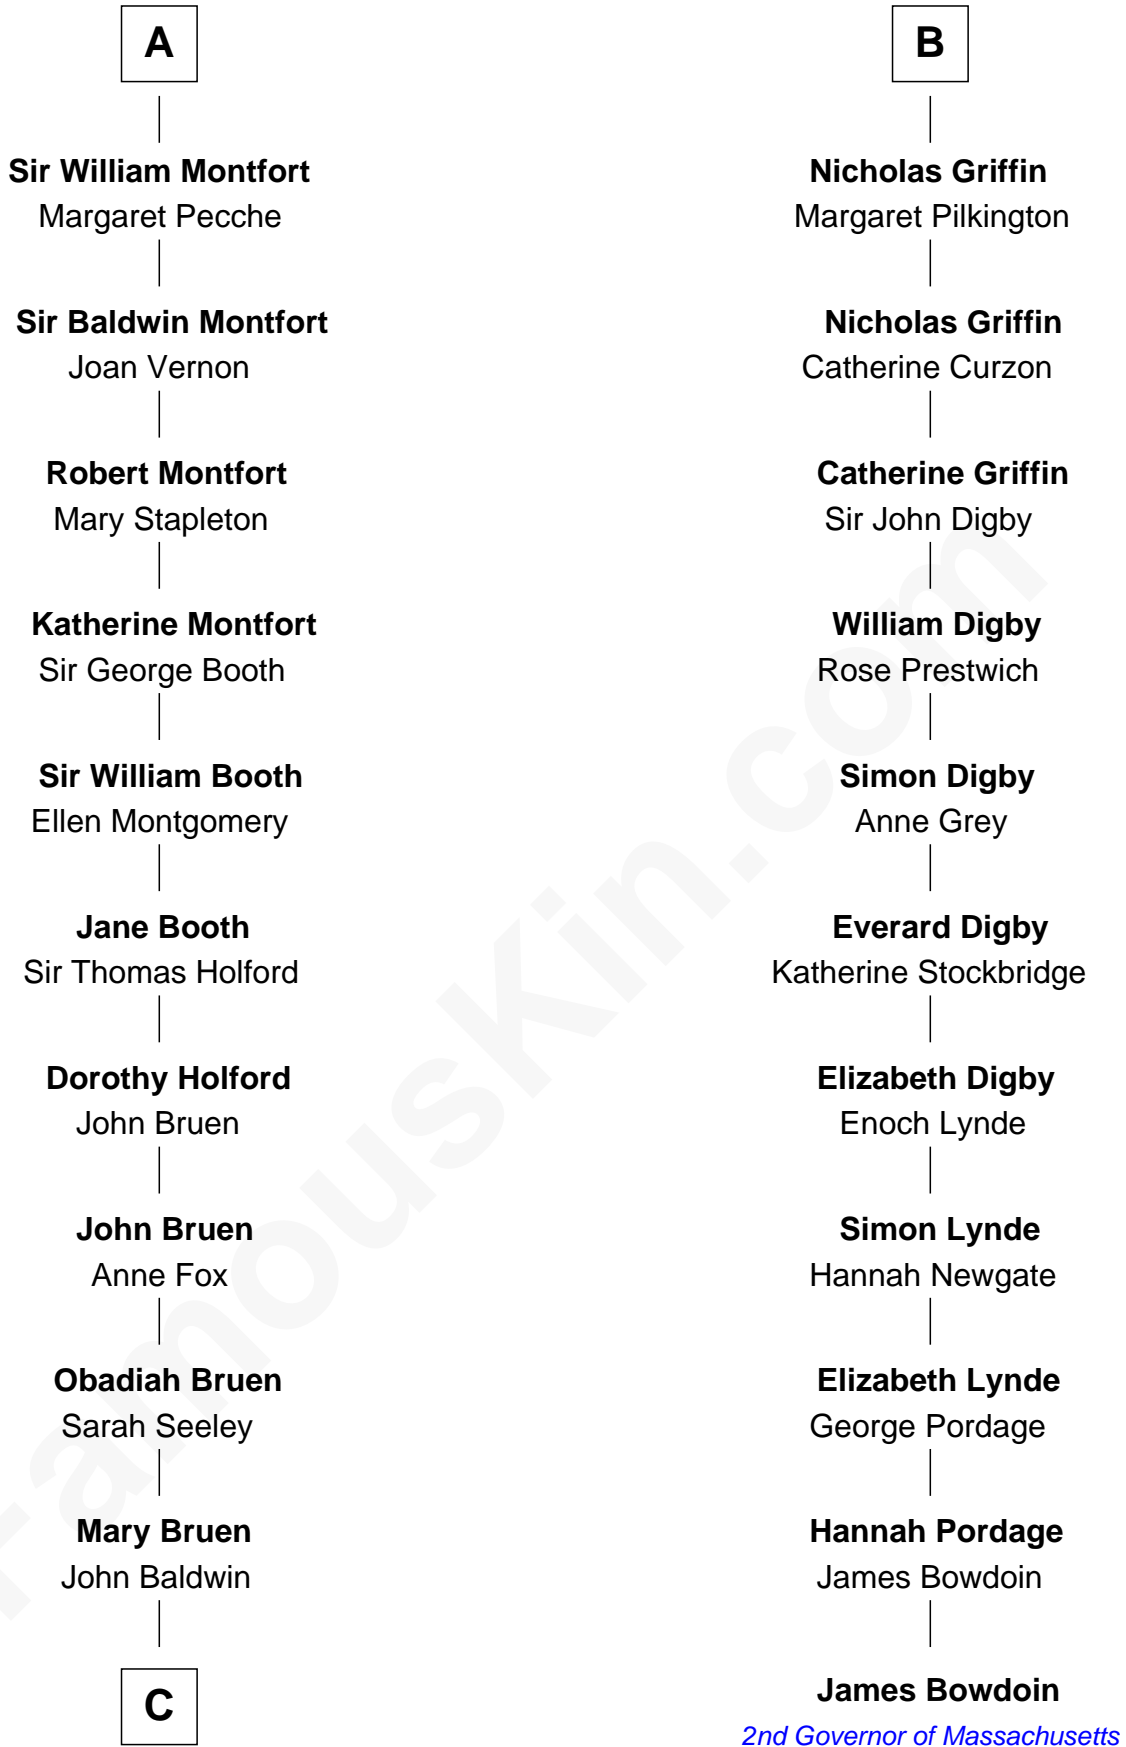 A
Sir William Montfort
Margaret Pecche
Sir Baldwin Montfort
Joan Vernon
Robert Montfort
Mary Stapleton
Katherine Montfort
Sir George Booth
Sir William Booth
Ellen Montgomery
Jane Booth
Sir Thomas Holford
Dorothy Holford
John Bruen
John Bruen
Anne Fox
Obadiah Bruen
Sarah Seeley
Mary Bruen
John Baldwin
C
B
Nicholas Griffin
Margaret Pilkington
Nicholas Griffin
Catherine Curzon
Catherine Griffin
Sir John Digby
William Digby
Rose Prestwich
Simon Digby
Anne Grey
Everard Digby
Katherine Stockbridge
Elizabeth Digby
Enoch Lynde
Simon Lynde
Hannah Newgate
Elizabeth Lynde
George Pordage
Hannah Pordage
James Bowdoin
James Bowdoin
2nd Governor of Massachusetts
FamousKin.com